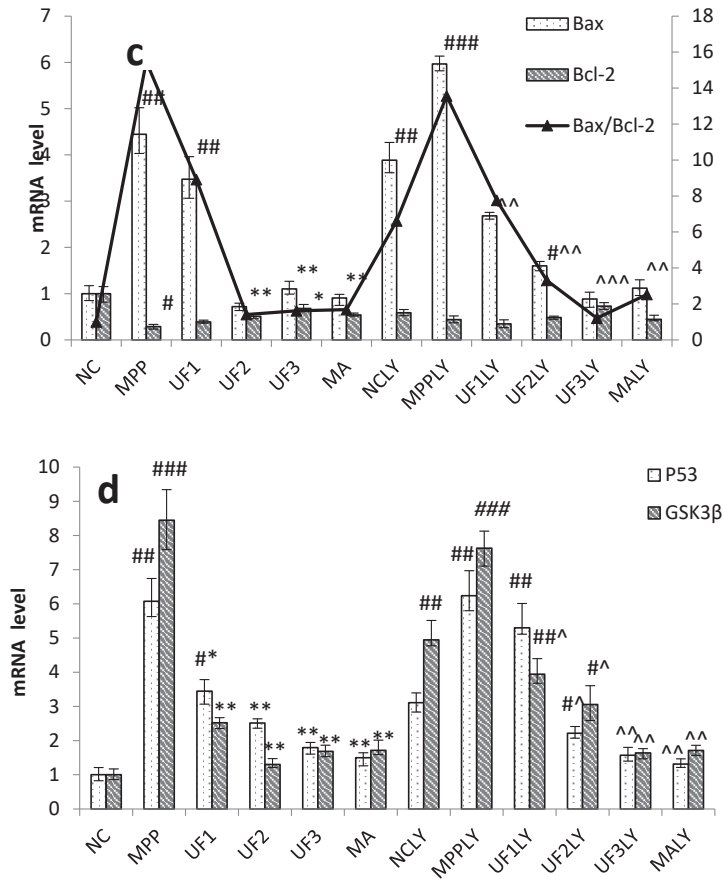 c
mRNA level
7
6
5
4
3
2
1
0
18
16
14
12
10
8
6
4
2
0
Bax
Bcl-2
Bax/Bcl-2
##
#
##
**
**
*
**
##
###
^^
#^^
^^^
^^
NC
MPP
UF1
UF2
UF3
MA
NCLY
MPPLY
UF1LY
UF2LY
UF3LY
MALY
d
mRNA level
10
9
8
7
6
5
4
3
2
1
0
P53
GSK3β
##
###
#*
**
**
**
**
**
**
**
##
##
###
##
##^
#^
#^
^^
^^
^^
^^
NC
MPP
UF1
UF2
UF3
MA
NCLY
MPPLY
UF1LY
UF2LY
UF3LY
MALY